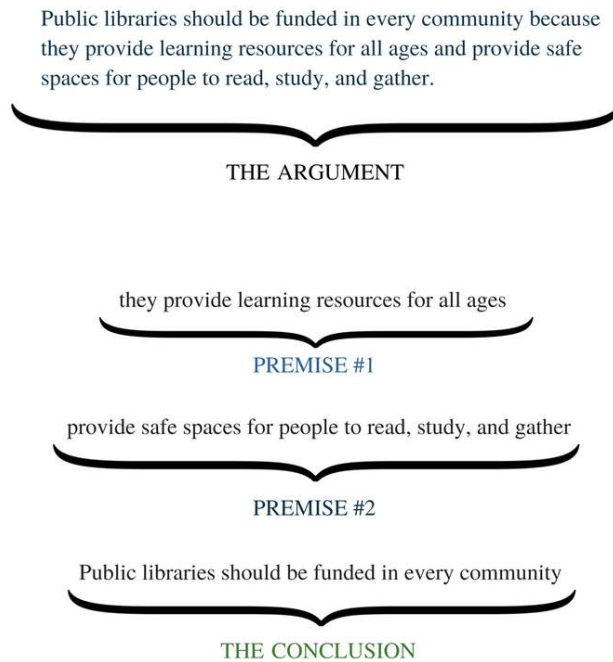 Public libraries should be funded in every community because
they provide learning resources for all ages and provide safe
spaces for people to read, study, and gather.
THE ARGUMENT
they provide learning resources for all ages
PREMISE #1
provide safe spaces for people to read, study, and gather
PREMISE #2
Public libraries should be funded in every community
THE CONCLUSION